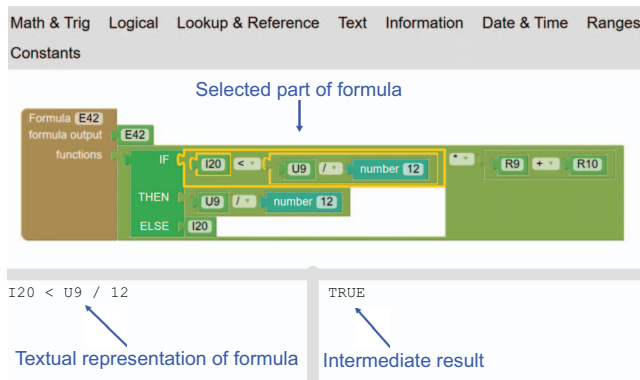 Math & Trig Logical Lookup & Reference Text Information Date & Time Ranges
Constants
Selected part of formula
Formula E42
formula output E42
functions IF I20 < U9 / number 12 * R9 + R10
THEN U9 / number 12
ELSE I20
I20 < U9 / 12 TRUE
Textual representation of formula Intermediate result